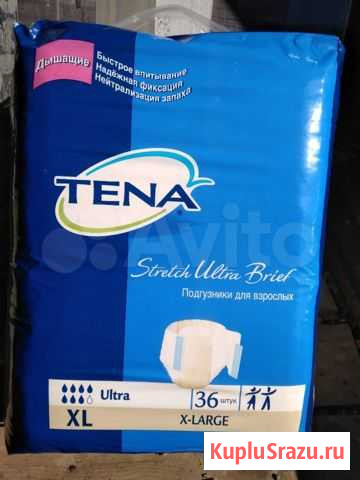 Дышащие
Быстрое впитывание
Надёжная фиксация
Нейтрализация запаха
TENA
Avito
Stretch Ultra Brief
Подгузники для взрослых
Ultra
36 штук
XL
X-LARGE
KupluSrazu.ru